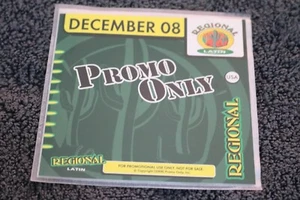 DECEMBER 08
REGIONAL
LATIN
PROMO
ONLY
USA
REGIONAL
REGIONAL
LATIN
FOR PROMOTIONAL USE ONLY. NOT FOR SALE